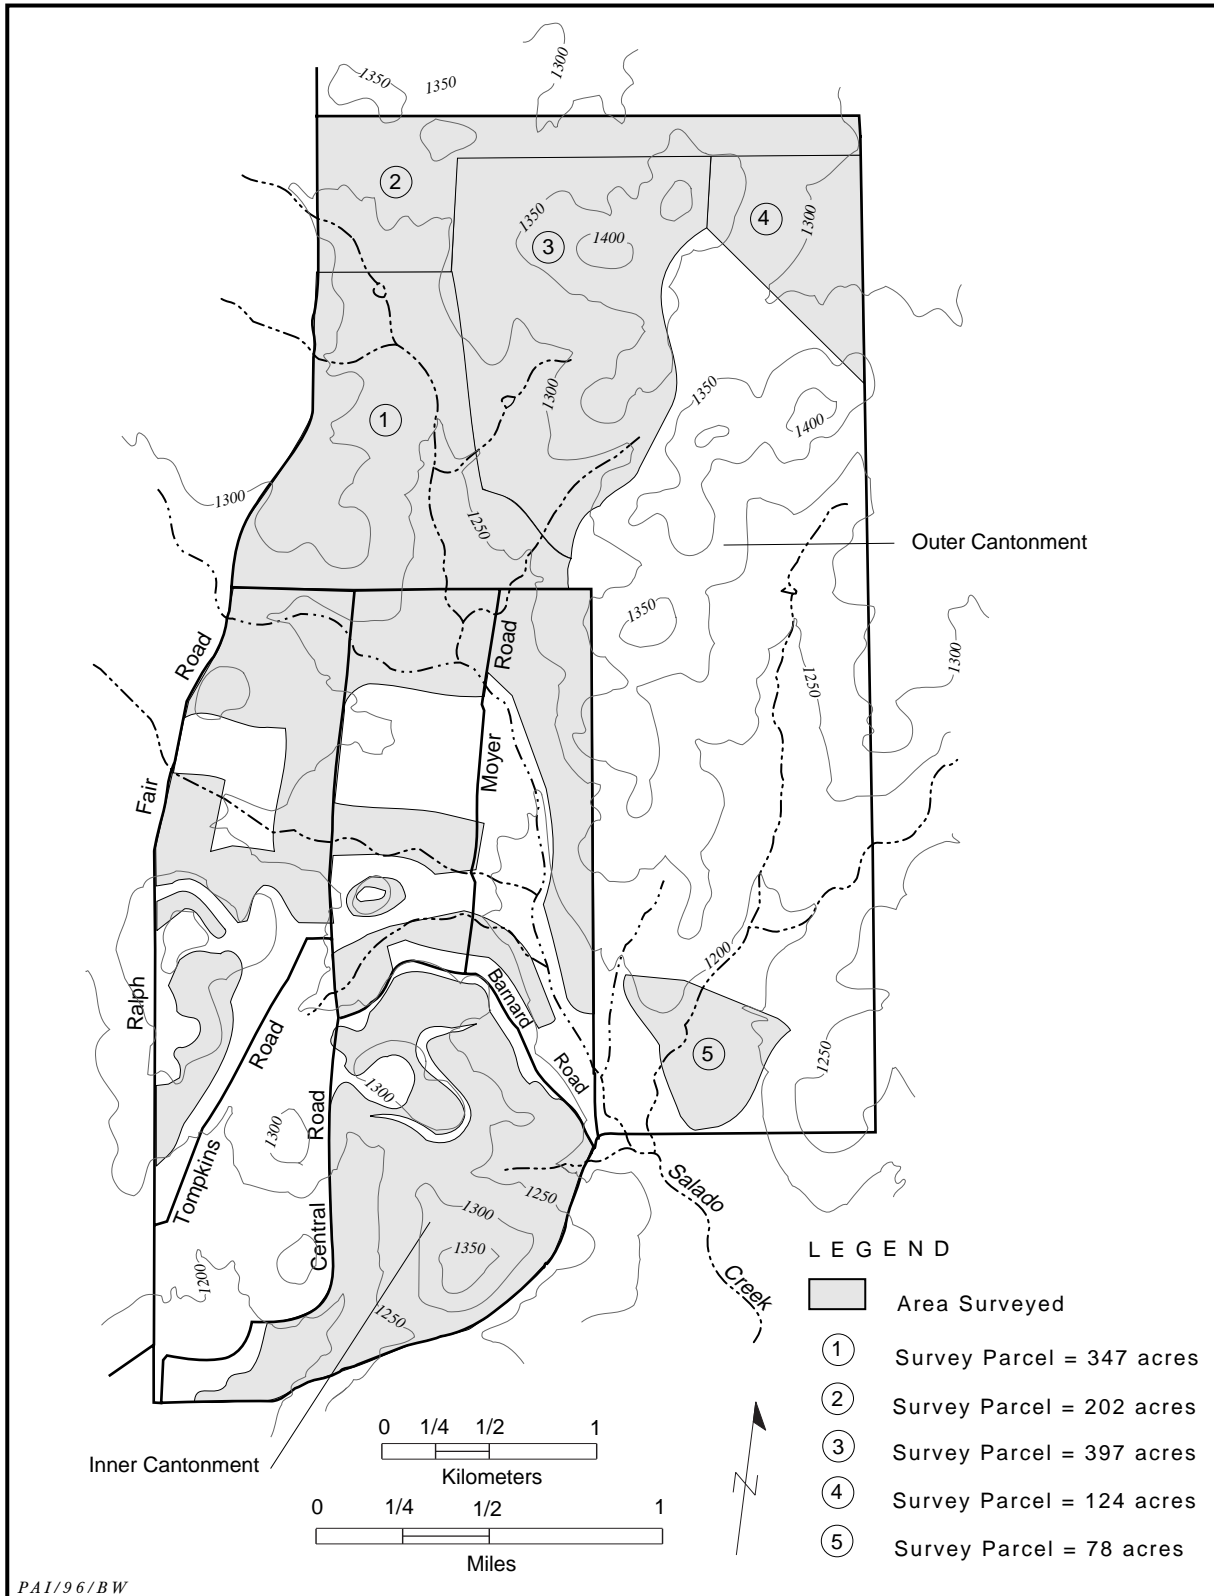 1300
1350
1350
2
4
1350
1300
3
1400
1350
1300
1
1400
1300
1250
Outer Cantonment
1350
Road
Road
1250
1300
Moyer
Fair
1200
Barnard
Ralph
Road
5
1250
Road
1300
Road
1300
Tompkins
Salado
1250
1300
Central
1350
LEGEND
1200
Creek
Area Surveyed
1250
1 Survey Parcel = 347 acres
2 Survey Parcel = 202 acres
0 1/4 1/2 1
3 Survey Parcel = 397 acres
Inner Cantonment
Kilometers
N
4 Survey Parcel = 124 acres
0 1/4 1/2 1
5 Survey Parcel = 78 acres
Miles
PAI/96/BW